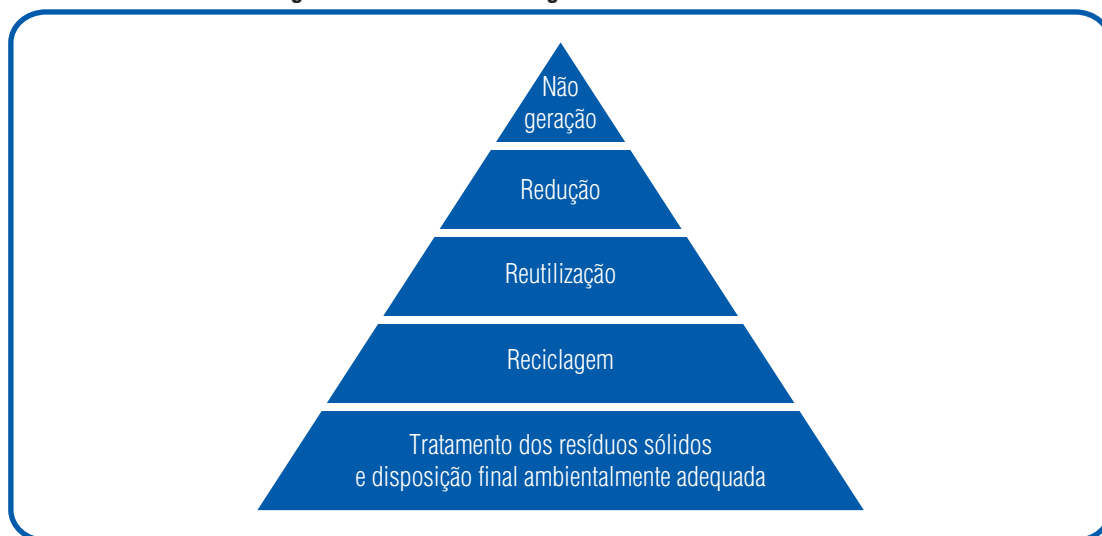 Não
geração
Redução
Reutilização
Reciclagem
Tratamento dos resíduos sólidos
e disposição final ambientalmente adequada